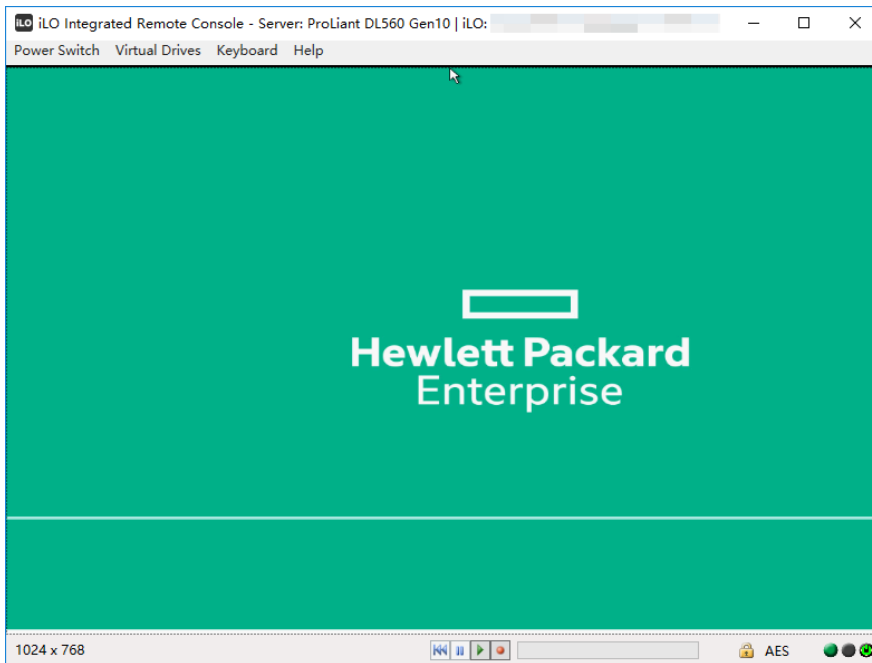 iLO iLO Integrated Remote Console - Server: ProLiant DL560 Gen10 | iLO:
Power Switch Virtual Drives Keyboard Help
Hewlett Packard
Enterprise
1024 x 768 AES